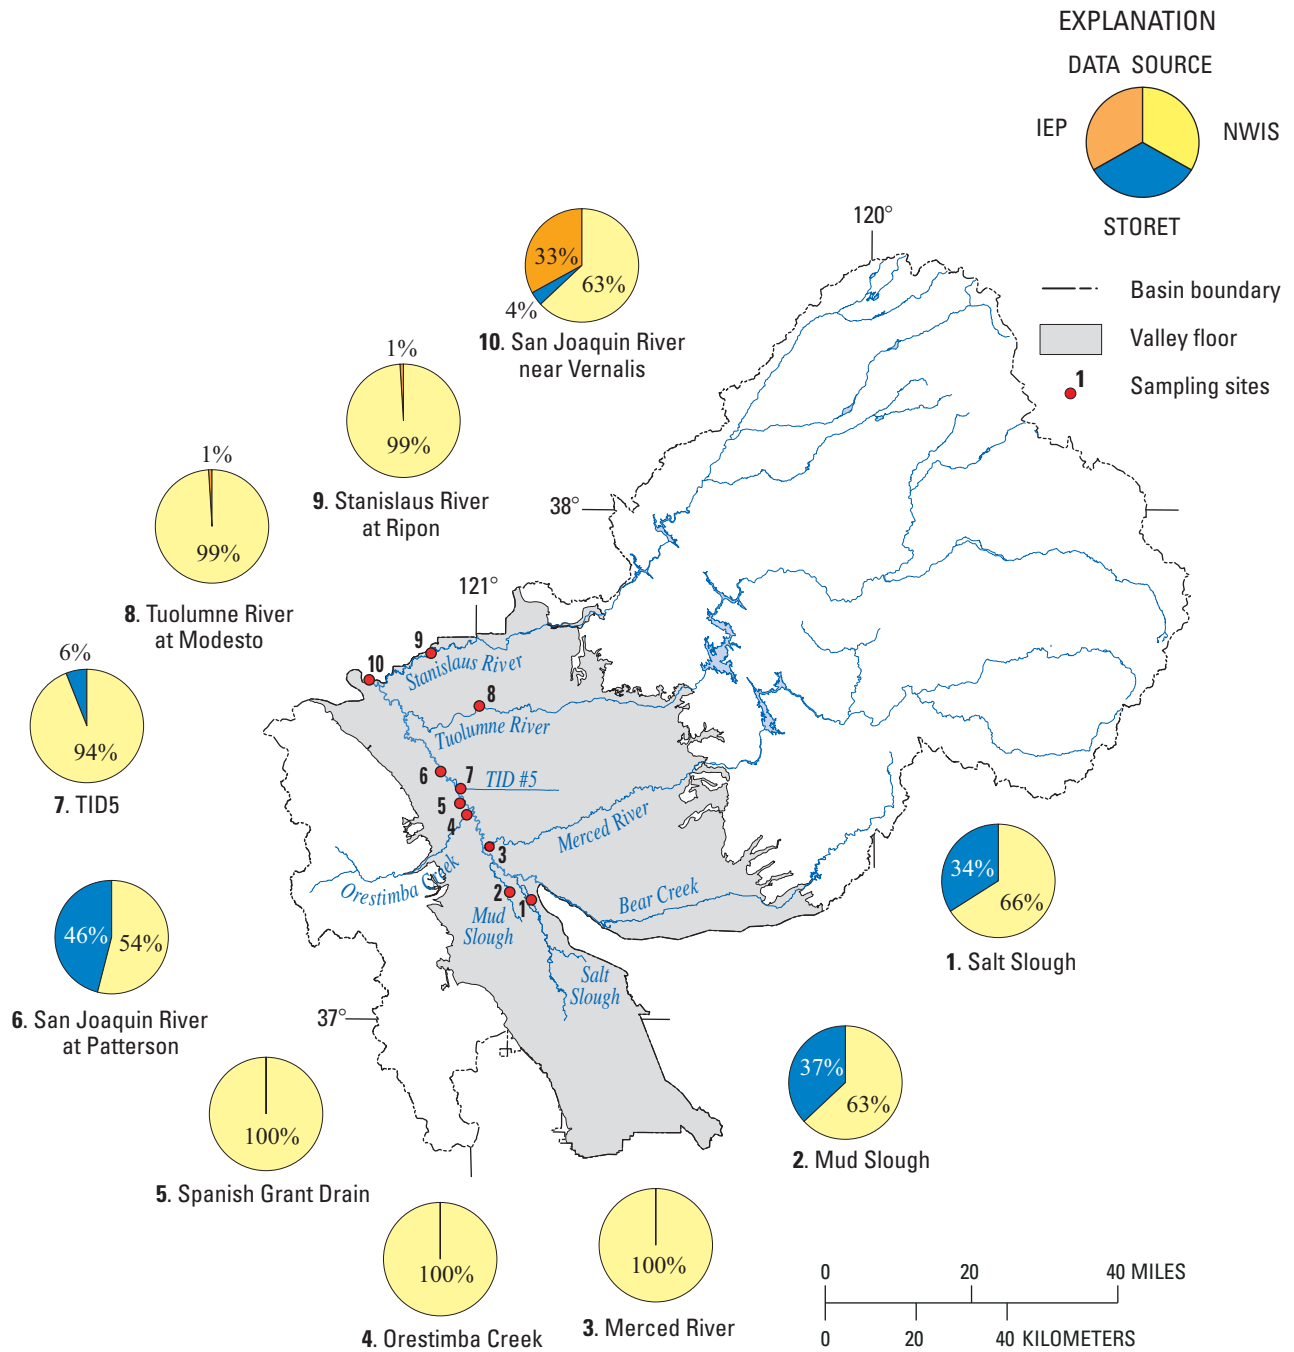 EXPLANATION
DATA SOURCE
IEP
NWIS
STORET
Basin boundary
Valley floor
1
Sampling sites
120°
33%
63%
4%
10. San Joaquin River
near Vernalis
1%
99%
9. Stanislaus River
at Ripon
1%
99%
8. Tuolumne River
at Modesto
38°
121°
6%
94%
7. TID5
9
10
Stanislaus River
8
Tuolumne River
6
7
TID #5
5
4
Merced River
3
Orestimba Creek
2
1
Mud
Slough
Bear Creek
Salt
Slough
34%
66%
1. Salt Slough
46%
54%
6. San Joaquin River
at Patterson
37°
37%
63%
2. Mud Slough
100%
5. Spanish Grant Drain
100%
4. Orestimba Creek
100%
3. Merced River
0 20 40 MILES
0 20 40 KILOMETERS